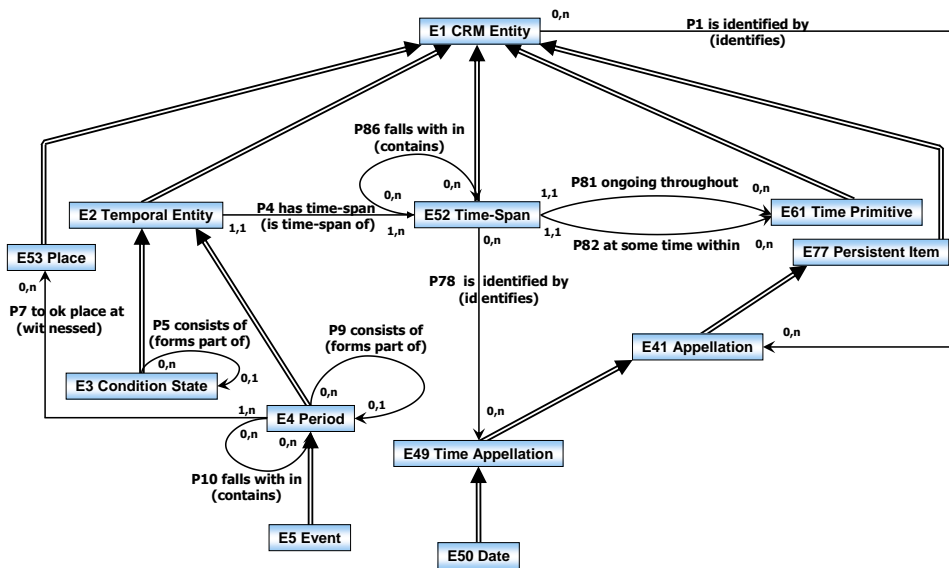 0,n
P1 is identified by
(identifies)
E1 CRM Entity
P86 falls with in
(contains)
0,n
0,n
E2 Temporal Entity
1,1
P4 has time-span
(is time-span of)
1,n
E52 Time-Span
1,1
1,1
P81 ongoing throughout
0,n
E61 Time Primitive
P82 at some time within
0,n
0,n
E53 Place
0,n
P7 to ok place at
(wit nessed)
E77 Persistent Item
P78 is identified by
(identifies)
P5 consists of
(forms part of)
0,n
0,1
E3 Condition State
P9 consists of
(forms part of)
0,n
0,1
E41 Appellation
0,n
1,n
E4 Period
0,n
0,n
P10 falls with in
(contains)
0,n
E49 Time Appellation
E5 Event
E50 Date